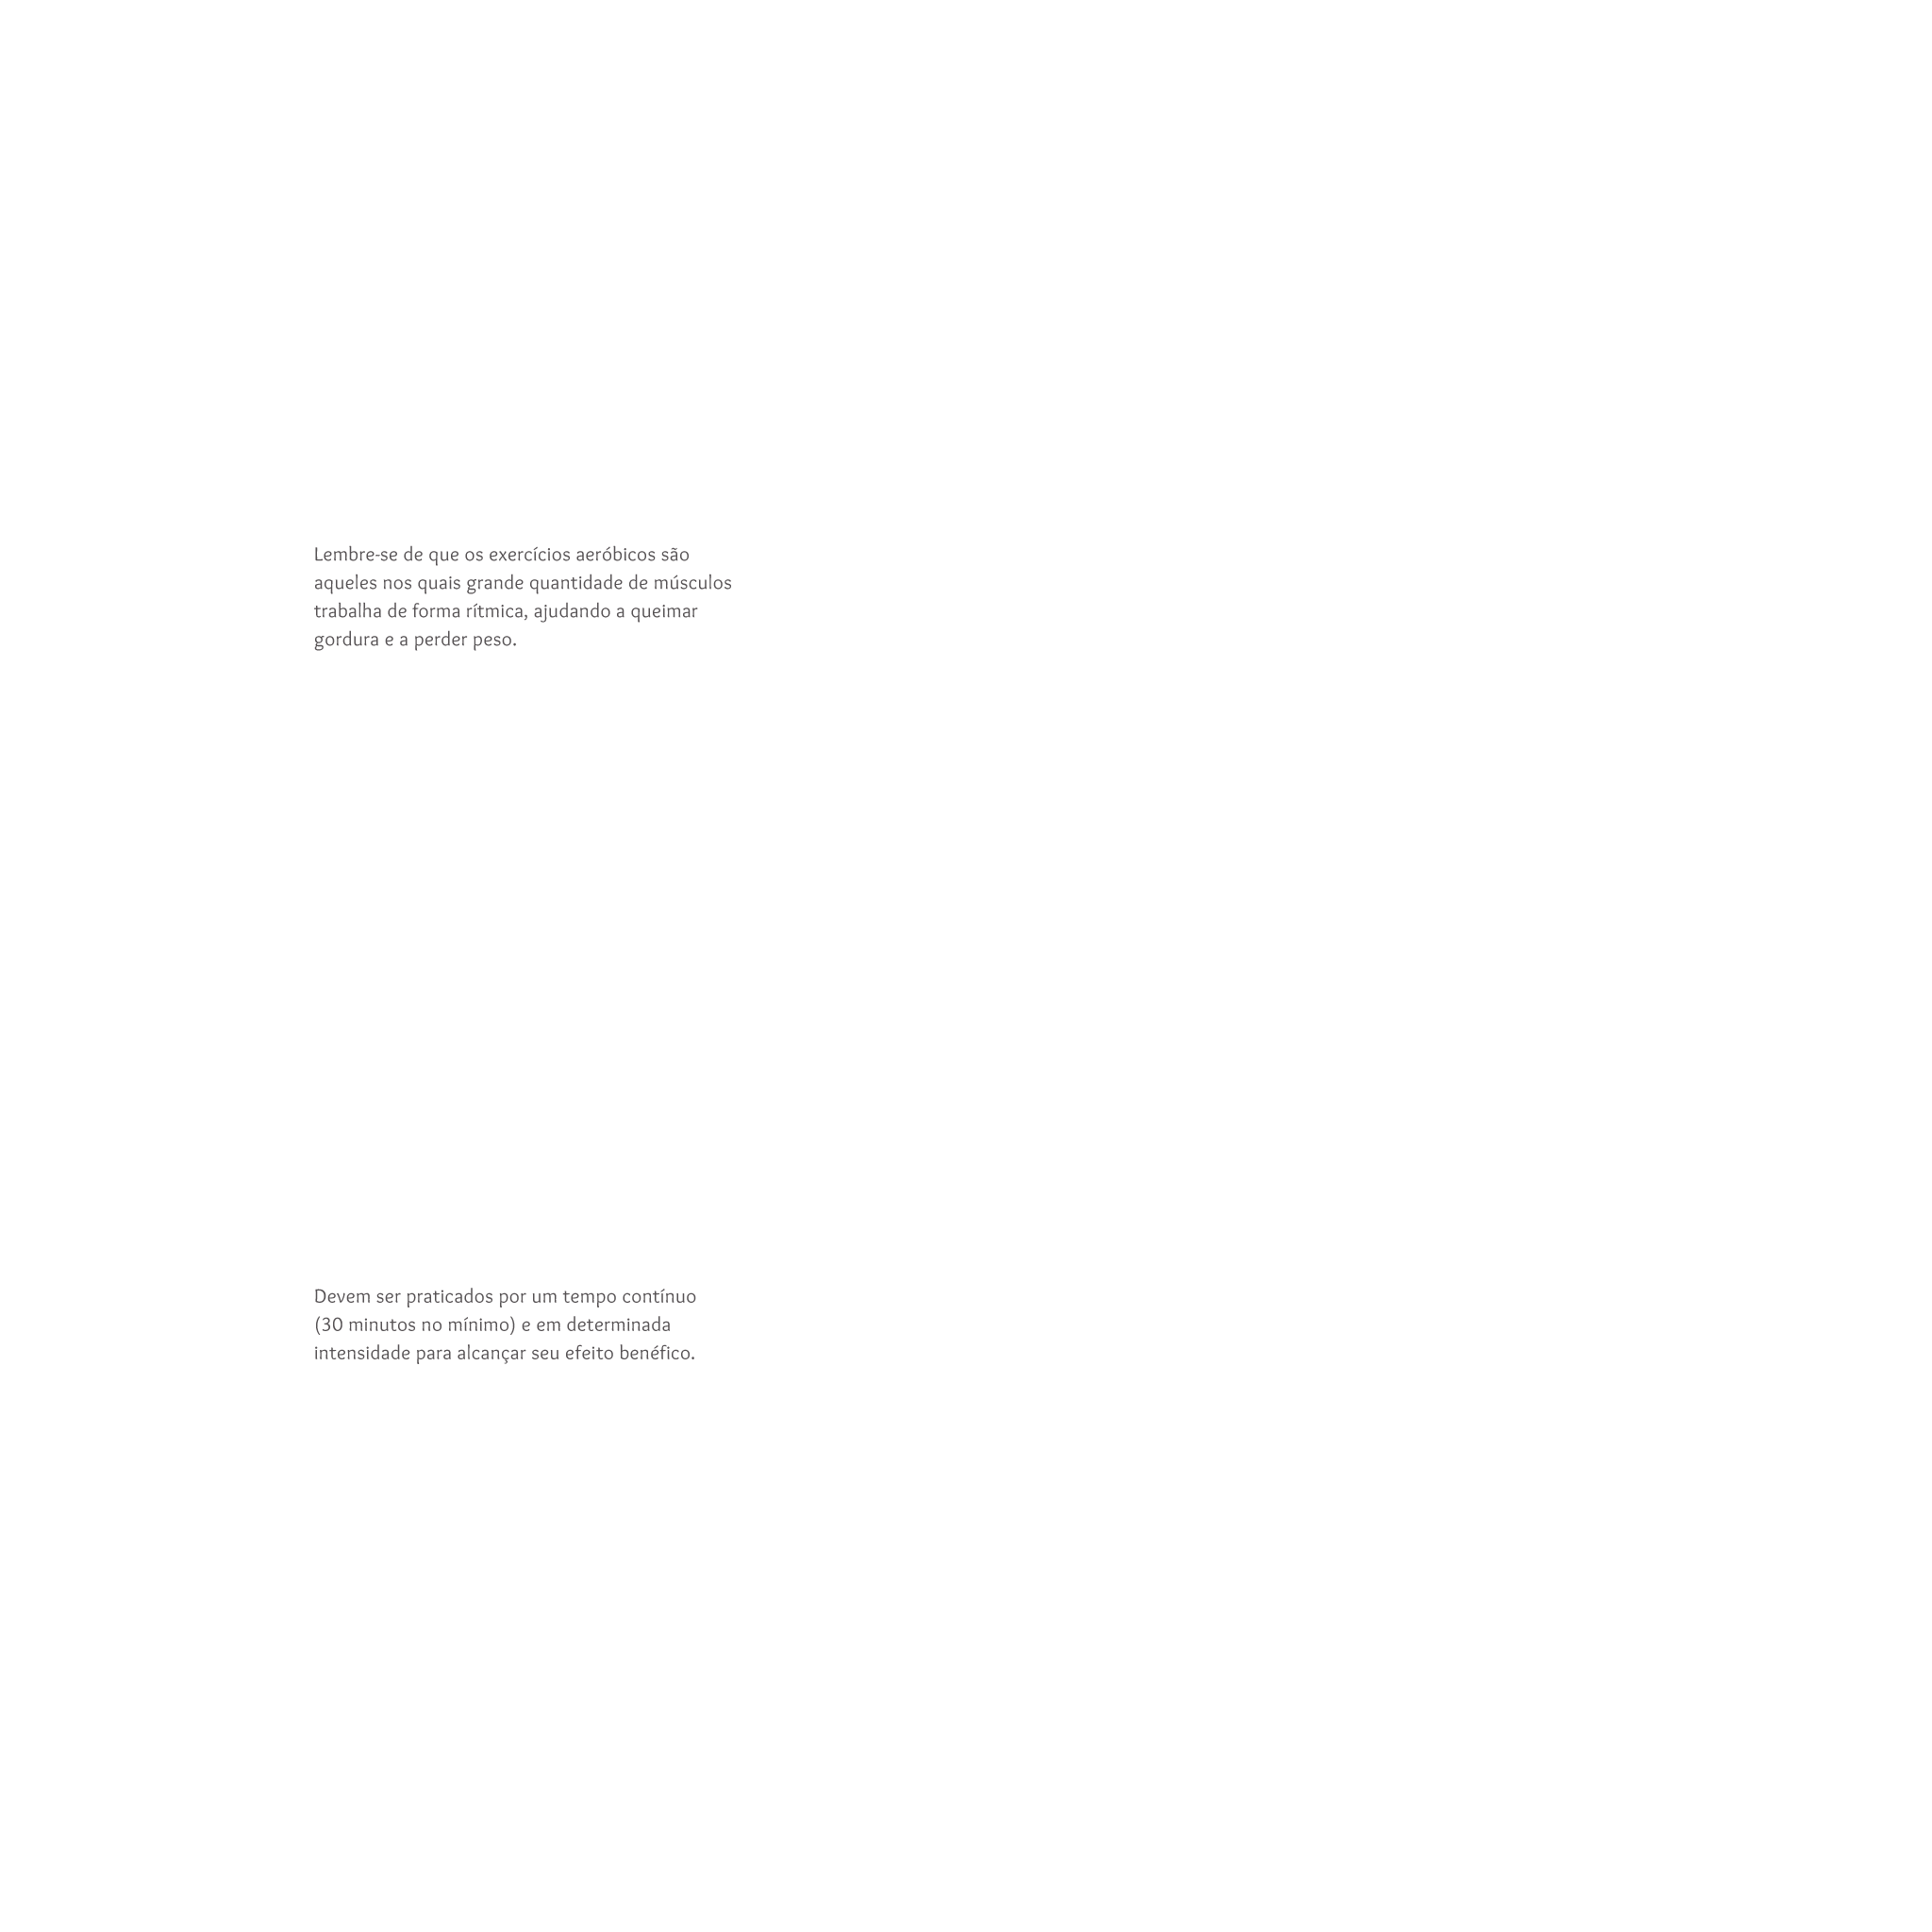 Lembre-se de que os exercícios aeróbicos são
aqueles nos quais grande quantidade de músculos
trabalha de forma rítmica, ajudando a queimar
gordura e a perder peso.
Devem ser praticados por um tempo contínuo
(30 minutos no mínimo) e em determinada
intensidade para alcançar seu efeito benéfico.